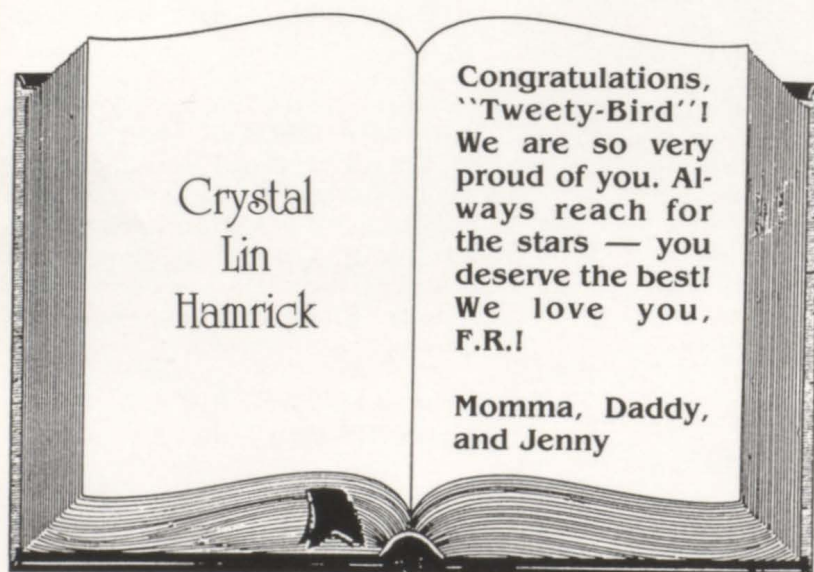 Crystal
Lin
Hamrick
Congratulations,
``Tweety-Bird''!
We are so very
proud of you. Al-
ways reach for
the stars — you
deserve the best!
We love you,
F.R.!
Momma, Daddy,
and Jenny